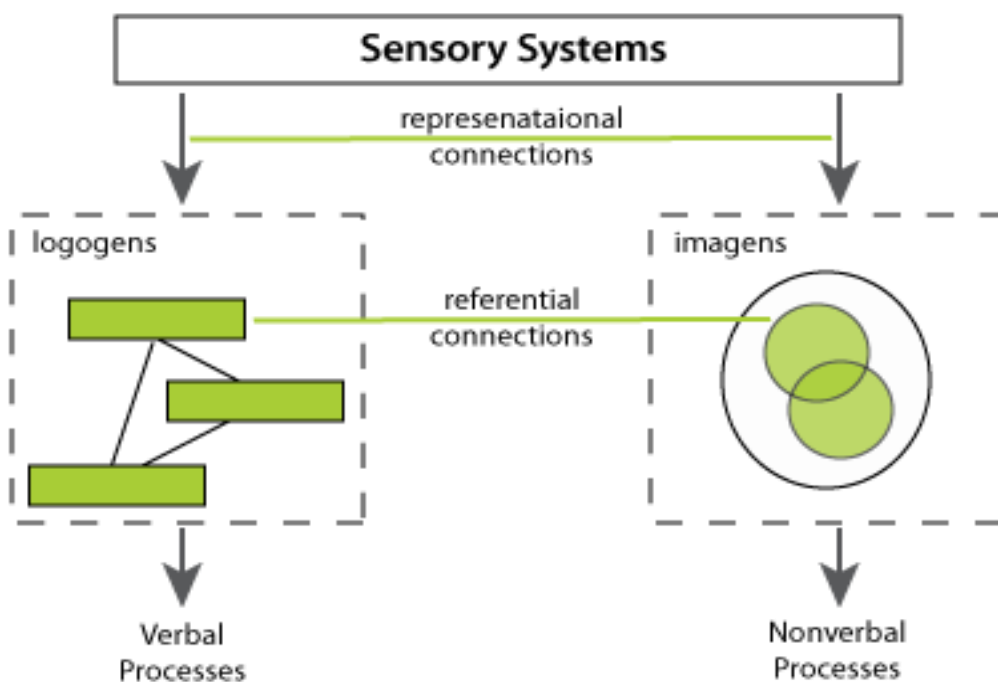 Sensory Systems
represenataional
connections
logogens
imagens
referential
connections
Verbal
Processes
Nonverbal
Processes